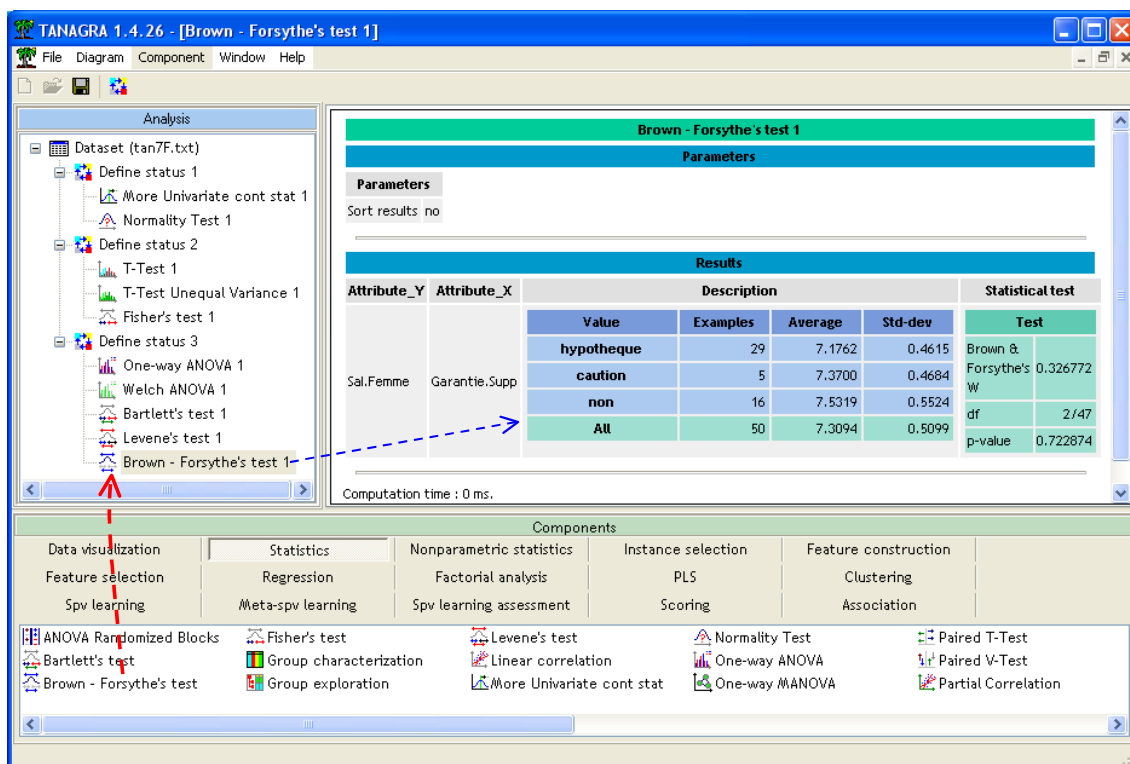 TANAGRA 1.4.26 - [Brown - Forsythe's test 1]
File Diagram Component Window Help
Analysis
Dataset (tan7F.txt)
Define status 1
More Univariate cont stat 1
Normality Test 1
Define status 2
T-Test 1
T-Test Unequal Variance 1
Fisher's test 1
Define status 3
One-way ANOVA 1
Welch ANOVA 1
Bartlett's test 1
Levene's test 1
Brown - Forsythe's test 1
Brown - Forsythe's test 1
Parameters
Parameters
Sort results no
Results
Attribute_Y Attribute_X Description Statistical test
Value Examples Average Std-dev
hypotheque 29 7.1762 0.4615
caution 5 7.3700 0.4684
non 16 7.5319 0.5524
All 50 7.3094 0.5099
Sal.Femme Garantie.Supp
Test
Brown &
Forsythe's 0.326772
W
df 2/47
p-value 0.722874
Computation time : 0 ms.
Components
Data visualization Statistics Nonparametric statistics Instance selection Feature construction
Feature selection Regression Factorial analysis PLS Clustering
Spv learning Meta-spv learning Spv learning assessment Scoring Association
ANOVA Randomized Blocks Fisher's test Levene's test Normality Test Paired T-Test
Bartlett's test Group characterization Linear correlation One-way ANOVA Paired V-Test
Brown - Forsythe's test Group exploration More Univariate cont stat One-way MANOVA Partial Correlation